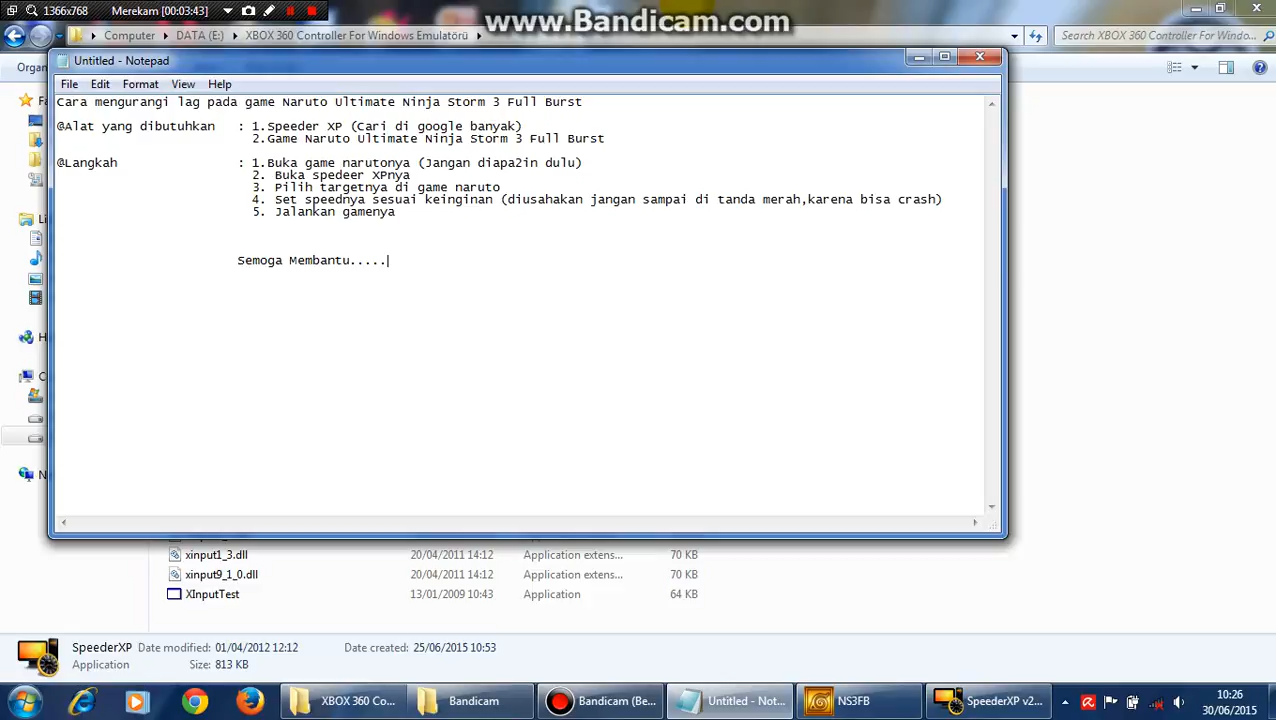 www.Bandicam.com
1366x768 Merekam [00:03:43]
Computer DATA (E:) XBOX 360 Controller For Windows Emulatörü
Search XBOX 360 Controller For Windo...
Organ
Untitled - Notepad
File Edit Format View Help
Cara mengurangi lag pada game Naruto Ultimate Ninja Storm 3 Full Burst
@Alat yang dibutuhkan : 1.Speeder XP (Cari di google banyak)
2.Game Naruto Ultimate Ninja Storm 3 Full Burst
@Langkah : 1.Buka game narutonya (Jangan diapa2in dulu)
2. Buka spedeer XPnya
3. Pilih targetnya di game naruto
4. Set speednya sesuai keinginan (diusahakan jangan sampai di tanda merah,karena bisa crash)
5. Jalankan gamenya
Semoga Membantu.....
xinput1_3.dll 20/04/2011 14:12 Application extens... 70 KB
xinput9_1_0.dll 20/04/2011 14:12 Application extens... 70 KB
XInputTest 13/01/2009 10:43 Application 64 KB
SpeederXP Date modified: 01/04/2012 12:12 Date created: 25/06/2015 10:53
Application Size: 813 KB
XBOX 360 Co... Bandicam Bandicam (Be... Untitled - Not... NS3FB SpeederXP v2... 10:26
30/06/2015